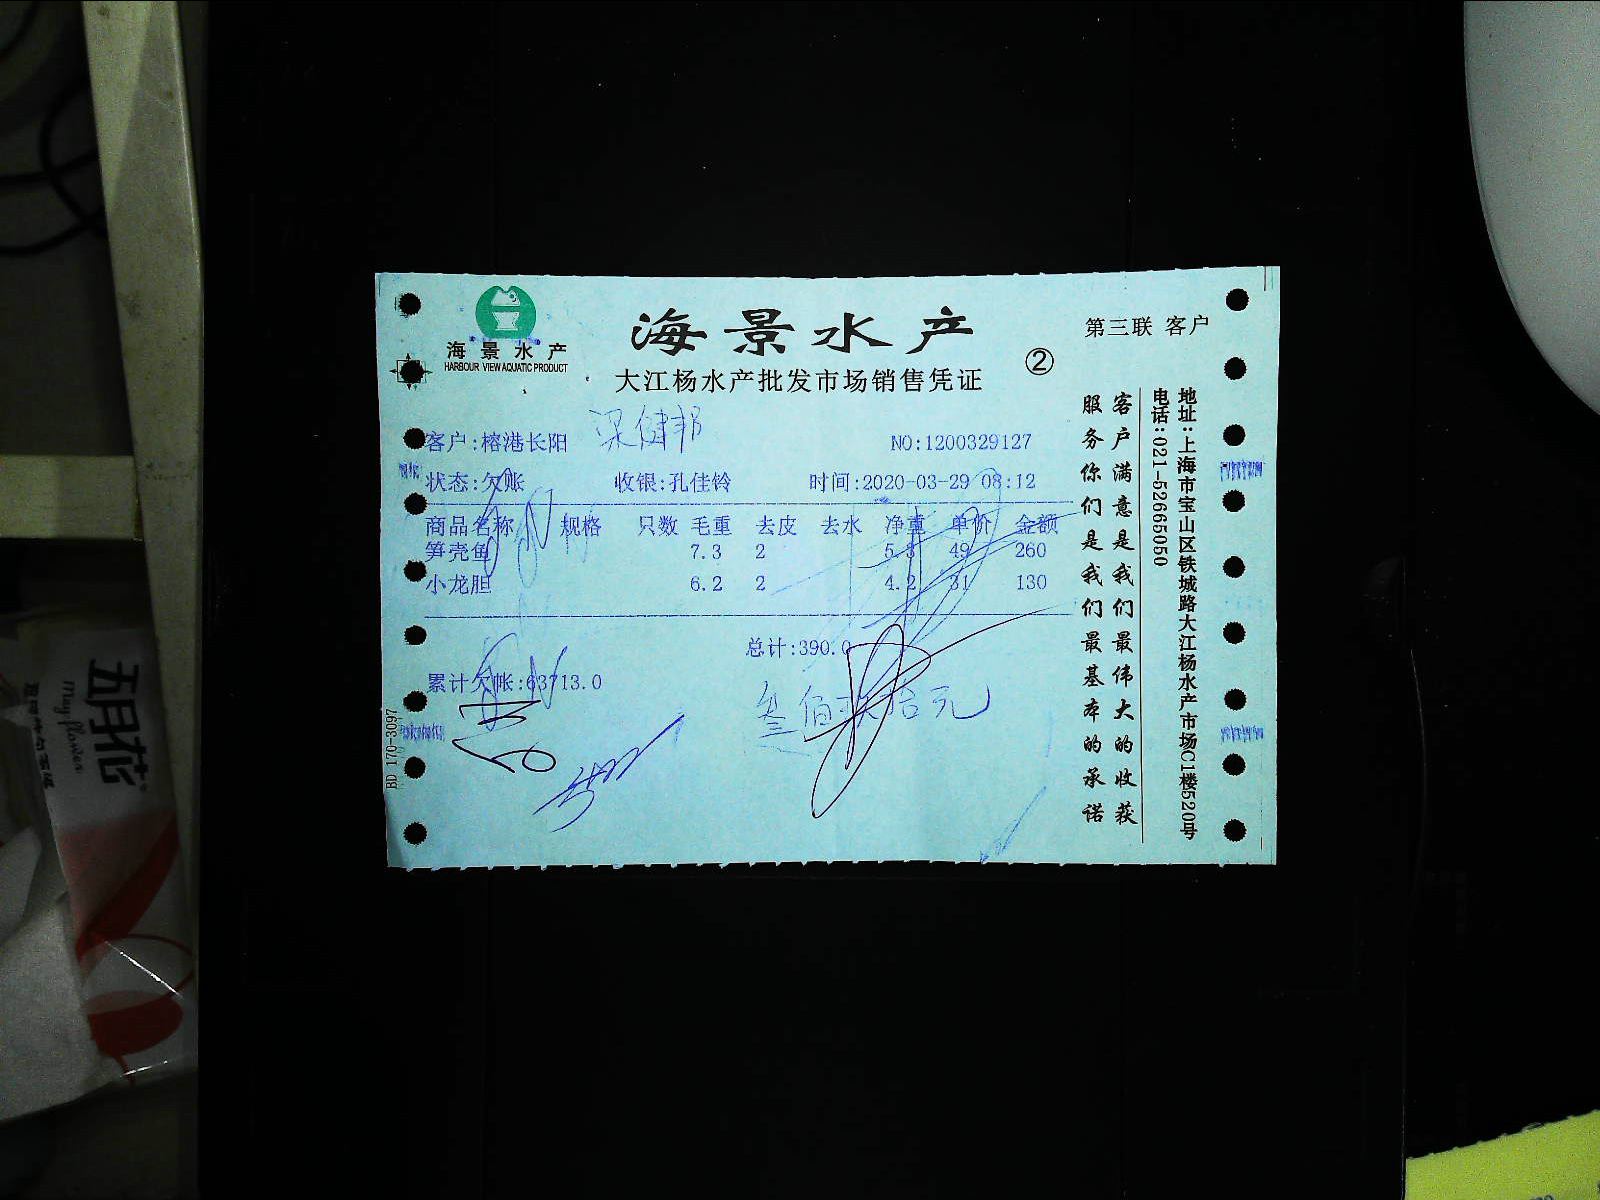 海景水产
HARBOUR VIEW AQUATIC PRODUCT
海景水产
大江杨水产批发市场销售凭证
②
第三联 客户
客户:榕港长阳 梁健邦 NO:1200329127
状态:欠账 收银:孔佳铃 时间:2020-03-29 08:12
商品名称 规格 只数 毛重 去皮 去水 净重 单价 金额
笋壳鱼 7.3 2 5.3 49 260
小龙胆 6.2 2 4.2 31 130
总计:390.0
累计欠帐:63713.0
叁佰玖拾元
BD 170-3097
客户满意是我们最伟大的收获
服务你们是我们最基本的承诺
地址:上海市宝山区铁城路大江杨水产市场C1楼520号
电话:021-52665050
五月花
May flower